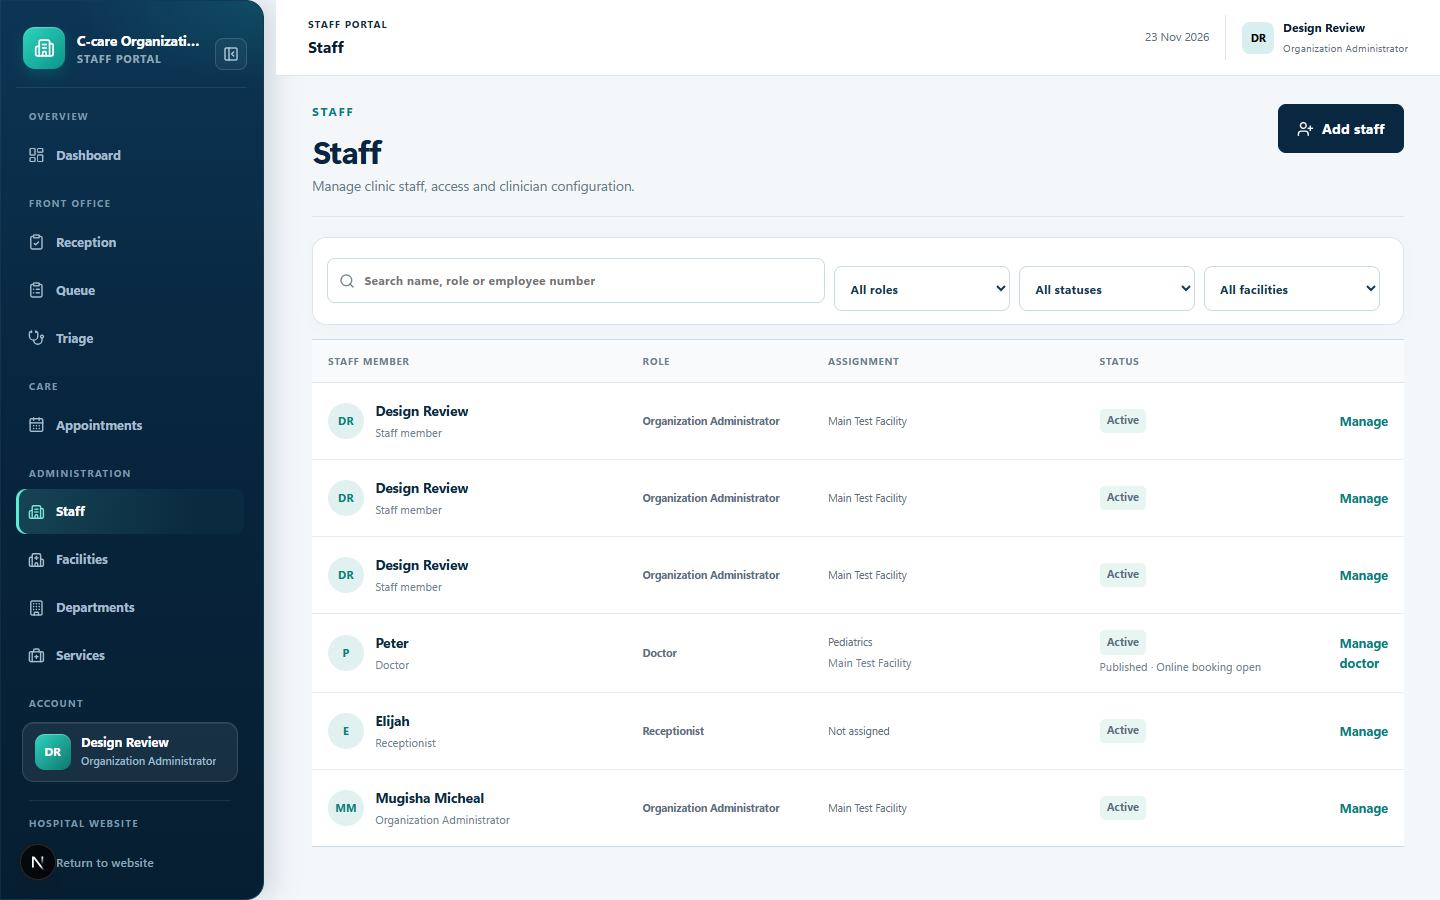 C-care Organizati...
STAFF PORTAL
OVERVIEW
Dashboard
FRONT OFFICE
Reception
Queue
Triage
CARE
Appointments
ADMINISTRATION
Staff
Facilities
Departments
Services
ACCOUNT
DR
Design Review
Organization Administrator
HOSPITAL WEBSITE
N
Return to website
STAFF PORTAL
Staff
23 Nov 2026
DR
Design Review
Organization Administrator
STAFF
Staff
Manage clinic staff, access and clinician configuration.
Add staff
Search name, role or employee number
All roles
All statuses
All facilities
STAFF MEMBER ROLE ASSIGNMENT STATUS
DR Design Review Organization Administrator Main Test Facility Active Manage
Staff member
DR Design Review Organization Administrator Main Test Facility Active Manage
Staff member
DR Design Review Organization Administrator Main Test Facility Active Manage
Staff member
P Peter Doctor Pediatrics Active Manage
Doctor Main Test Facility Published · Online booking open doctor
E Elijah Receptionist Not assigned Active Manage
Receptionist
MM Mugisha Micheal Organization Administrator Main Test Facility Active Manage
Organization Administrator